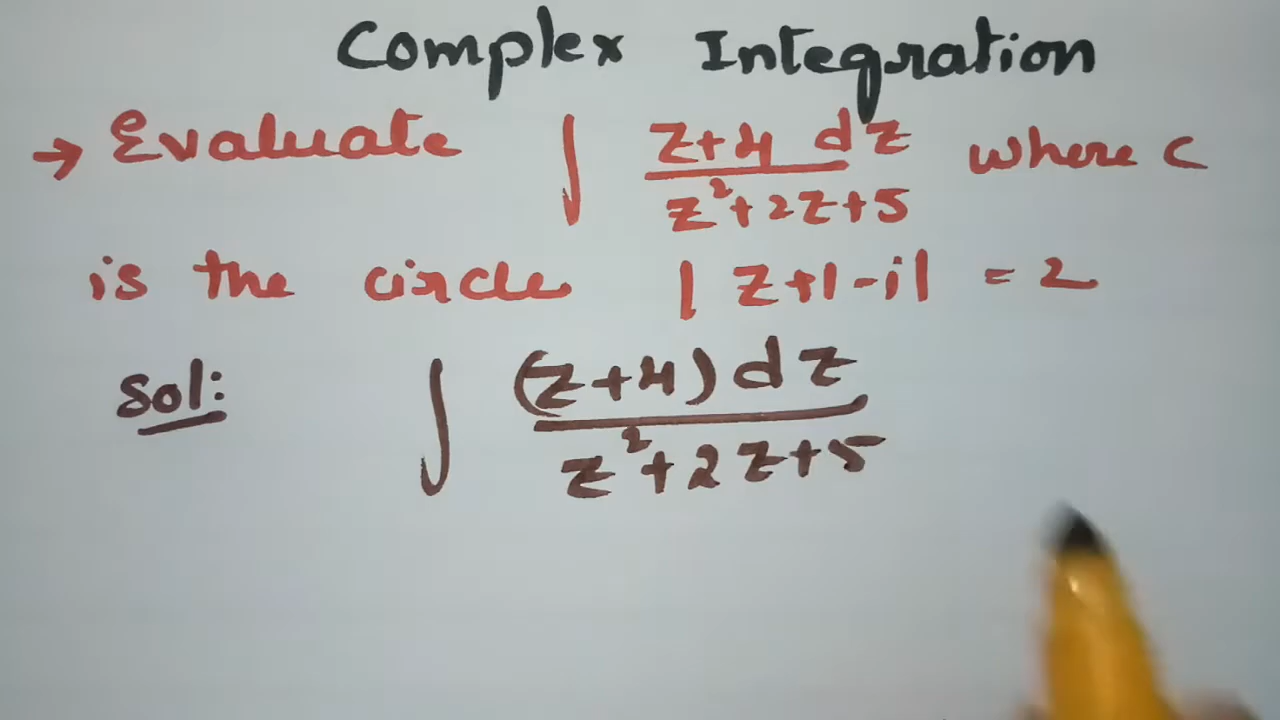 Complex Integration
→ Evaluate ∫ z+4 dz / z²+2z+5 where c
is the circle |z+1-i| = 2
Sol: ∫ (z+4) dz / z²+2z+5